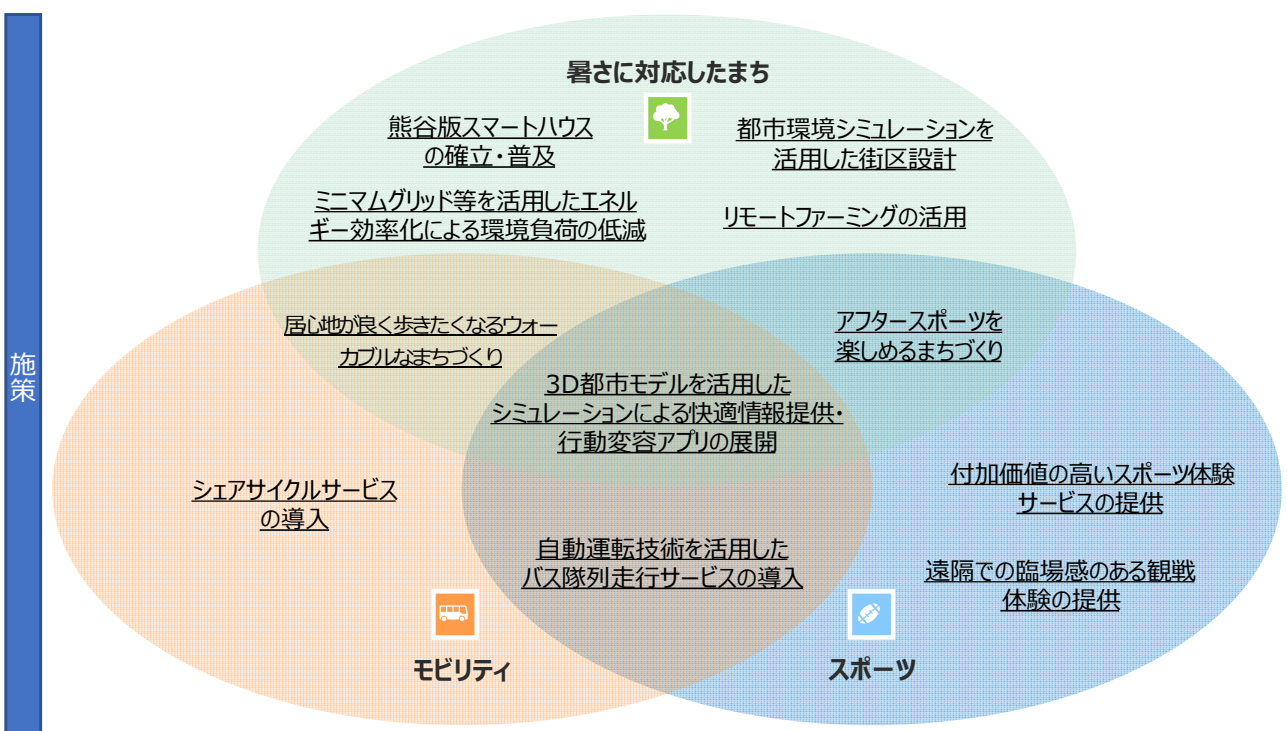 施策
暑さに対応したまち
熊谷版スマートハウス
の確立・普及
都市環境シミュレーションを
活用した街区設計
ミニマムグリッド等を活用したエネル
ギー効率化による環境負荷の低減
リモートファーミングの活用
居心地が良く歩きたくなるウォー
カブルなまちづくり
アフタースポーツを
楽しめるまちづくり
3D都市モデルを活用した
シミュレーションによる快適情報提供・
行動変容アプリの展開
シェアサイクルサービス
の導入
付加価値の高いスポーツ体験
サービスの提供
自動運転技術を活用した
バス隊列走行サービスの導入
遠隔での臨場感のある観戦
体験の提供
モビリティ
スポーツ